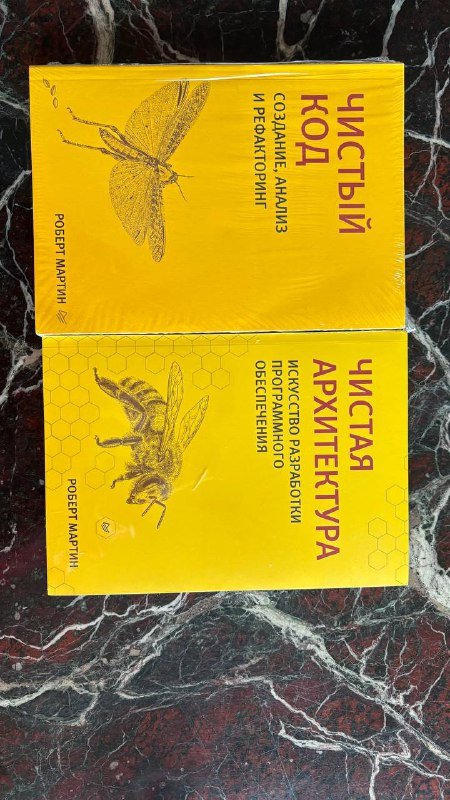 ЧИСТЫЙ
КОД
СОЗДАНИЕ, АНАЛИЗ
И РЕФАКТОРИНГ
РОБЕРТ МАРТИН
ЧИСТАЯ
АРХИТЕКТУРА
ИСКУССТВО РАЗРАБОТКИ
ПРОГРАММНОГО
ОБЕСПЕЧЕНИЯ
РОБЕРТ МАРТИН